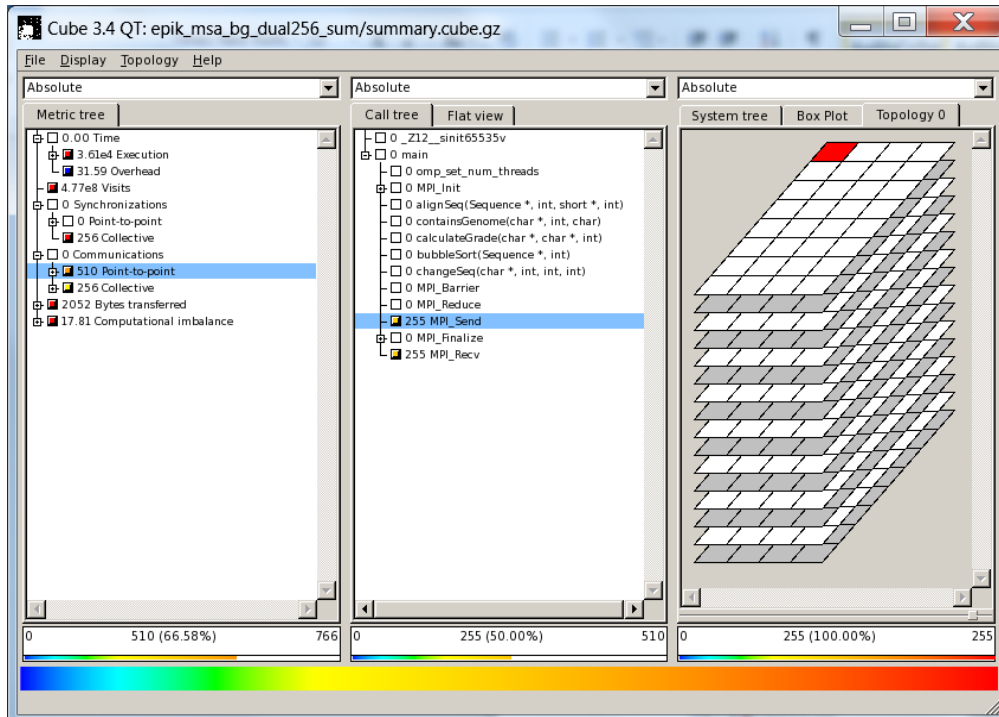 Cube 3.4 QT: epik_msa_bg_dual256_sum/summary.cube.gz
File Display Topology Help
Absolute
Metric tree
0.00 Time
3.61e4 Execution
31.59 Overhead
4.77e8 Visits
0 Synchronizations
0 Point-to-point
256 Collective
0 Communications
510 Point-to-point
256 Collective
2052 Bytes transferred
17.81 Computational imbalance
0 510 (66.58%) 766
Absolute
Call tree Flat view
0 _Z12__sinit65535v
0 main
0 omp_set_num_threads
0 MPI_Init
0 alignSeq(Sequence *, int, short *, int)
0 containsGenome(char *, int, char)
0 calculateGrade(char *, char *, int)
0 bubbleSort(Sequence *, int)
0 changeSeq(char *, int, int, int)
0 MPI_Barrier
0 MPI_Reduce
255 MPI_Send
0 MPI_Finalize
255 MPI_Recv
0 255 (50.00%) 510
Absolute
System tree Box Plot Topology 0
0 255 (100.00%) 255